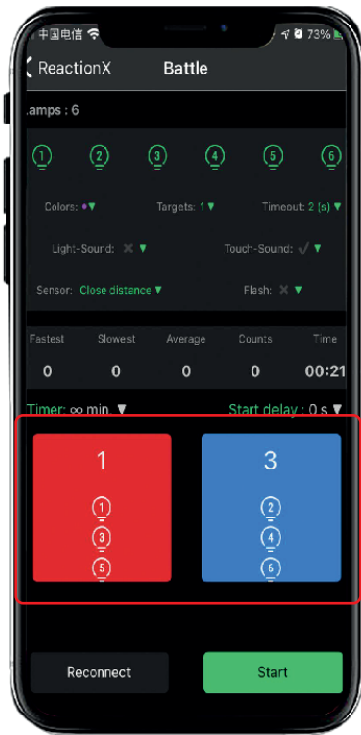 中国电信 73%
ReactionX Battle
amps : 6
1 2 3 4 5 6
Colors: Targets: 1 Timeout: 2 (s)
Light-Sound: Touch-Sound:
Sensor: Close distance Flash:
Fastest Slowest Average Counts Time
0 0 0 0 00:21
Timer: ∞ min Start delay : 0 s
1 3
1 2
3 4
5 6
Reconnect Start